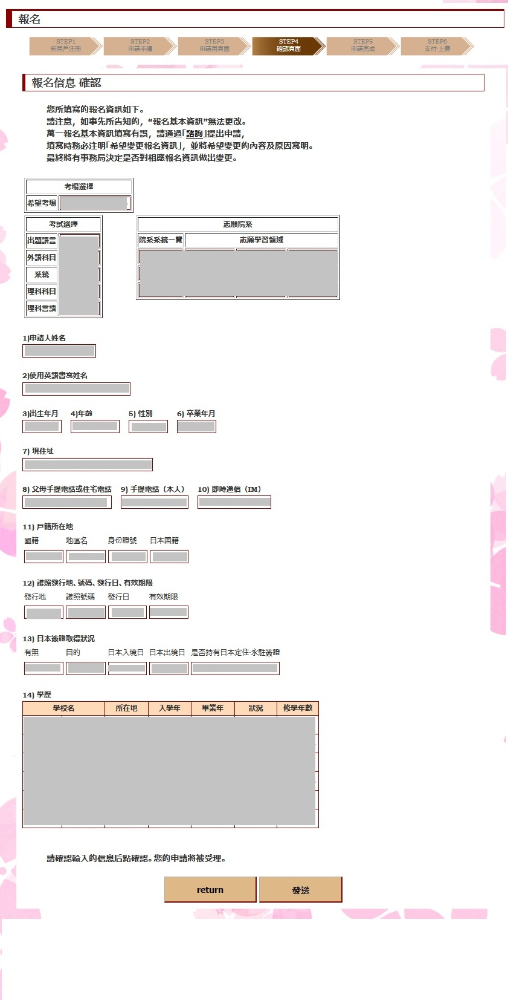 報名
STEP1
新用戶注冊
STEP2
申請手續
STEP3
申請用頁面
STEP4
確認頁面
STEP5
申請完成
STEP6
支付·上傳
報名信息 確認
您所填寫的報名資訊如下。
請注意，如事先所告知的，“報名基本資訊”無法更改。
萬一報名基本資訊填寫有誤，請通過「諮詢」提出申請，
填寫時務必注明「希望變更報名資訊」，並將希望變更的內容及原因寫明。
最終將有事務局決定是否對相應報名資訊做出變更。
考場選擇
希望考場
考試選擇
出題語言
外語科目
系統
理科科目
理科言語
志願院系
院系系統一覽 志願學習領域
1)申請人姓名
2)使用英語書寫姓名
3)出生年月 4)年齡 5) 性別 6) 卒業年月
7) 現住址
8) 父母手提電話或住宅電話 9) 手提電話（本人） 10) 即時通信（IM）
11) 戶籍所在地
國籍 地區名 身份證號 日本国籍
12) 護照發行地、號碼、發行日、有效期限
發行地 護照號碼 發行日 有效期限
13) 日本簽證取得狀況
有無 目的 日本入境日 日本出境日 是否持有日本定住·永駐簽證
14) 學歷
學校名 所在地 入學年 畢業年 狀況 修學年數
請確認輸入的信息后點確認。您的申請將被受理。
return 發送